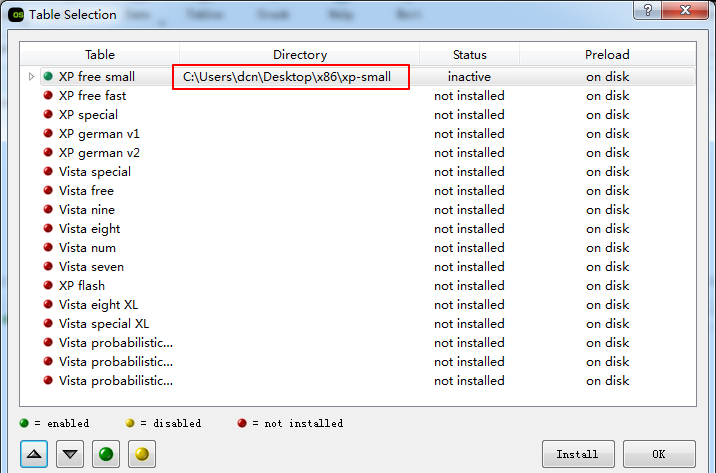 OS Table Selection
Table Directory Status Preload
XP free small C:\Users\dcn\Desktop\x86\xp-small inactive on disk
XP free fast not installed on disk
XP special not installed on disk
XP german v1 not installed on disk
XP german v2 not installed on disk
Vista special not installed on disk
Vista free not installed on disk
Vista nine not installed on disk
Vista eight not installed on disk
Vista num not installed on disk
Vista seven not installed on disk
XP flash not installed on disk
Vista eight XL not installed on disk
Vista special XL not installed on disk
Vista probabilistic... not installed on disk
Vista probabilistic... not installed on disk
Vista probabilistic... not installed on disk
= enabled = disabled = not installed
Install OK